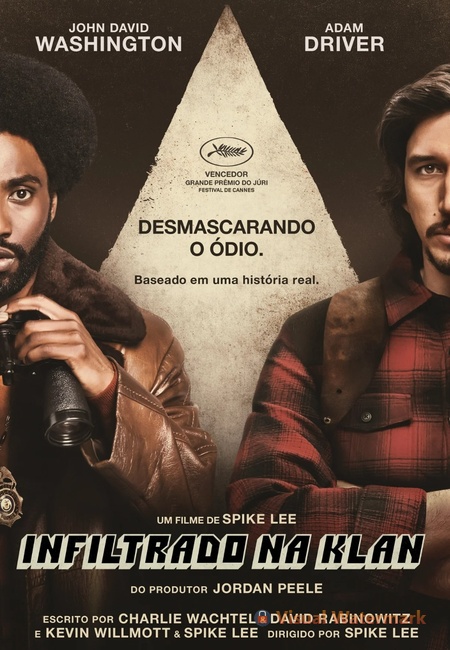 JOHN DAVID
WASHINGTON
ADAM
DRIVER
VENCEDOR
GRANDE PRÊMIO DO JÚRI
FESTIVAL DE CANNES
DESMASCARANDO
O ÓDIO.
Baseado em uma história real.
UM FILME DE SPIKE LEE
INFILTRADO NA KLAN
DO PRODUTOR JORDAN PEELE
ESCRITO POR CHARLIE WACHTEL & DAVID RABINOWITZ
E KEVIN WILLMOTT & SPIKE LEE DIRIGIDO POR SPIKE LEE
Visual Watermark